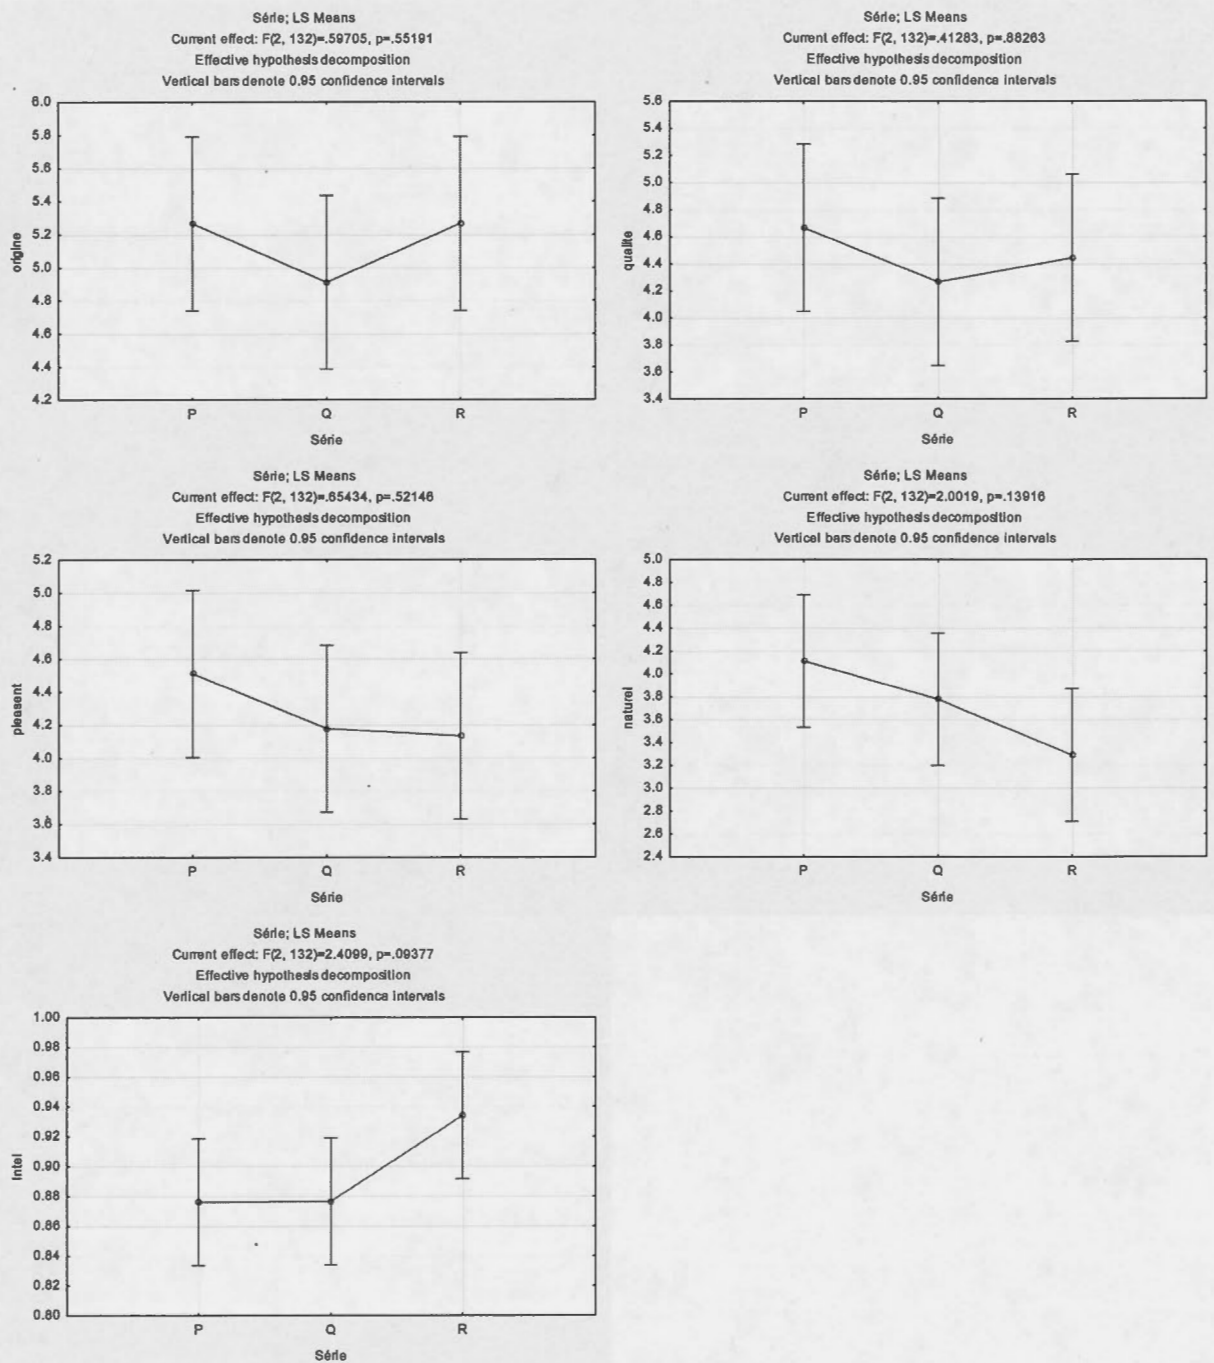 Série; LS Means
Current effect: F(2, 132)=.59705, p=.55191
Effective hypothesis decomposition
Vertical bars denote 0.95 confidence intervals
6.0
5.8
5.6
5.4
5.2
5.0
4.8
4.6
4.4
4.2
origine
P Q R
Série
Série; LS Means
Current effect: F(2, 132)=.41283, p=.66263
Effective hypothesis decomposition
Vertical bars denote 0.95 confidence intervals
5.6
5.4
5.2
5.0
4.8
4.6
4.4
4.2
4.0
3.8
3.6
3.4
qualite
P Q R
Série
Série; LS Means
Current effect: F(2, 132)=.65434, p=.52146
Effective hypothesis decomposition
Vertical bars denote 0.95 confidence intervals
5.2
5.0
4.8
4.6
4.4
4.2
4.0
3.8
3.6
3.4
pleasent
P Q R
Série
Série; LS Means
Current effect: F(2, 132)=2.0019, p=.13916
Effective hypothesis decomposition
Vertical bars denote 0.95 confidence intervals
5.0
4.8
4.6
4.4
4.2
4.0
3.8
3.6
3.4
3.2
3.0
2.8
2.6
2.4
naturel
P Q R
Série
Série; LS Means
Current effect: F(2, 132)=2.4099, p=.09377
Effective hypothesis decomposition
Vertical bars denote 0.95 confidence intervals
1.00
0.98
0.96
0.94
0.92
0.90
0.88
0.86
0.84
0.82
0.80
Intel
P Q R
Série